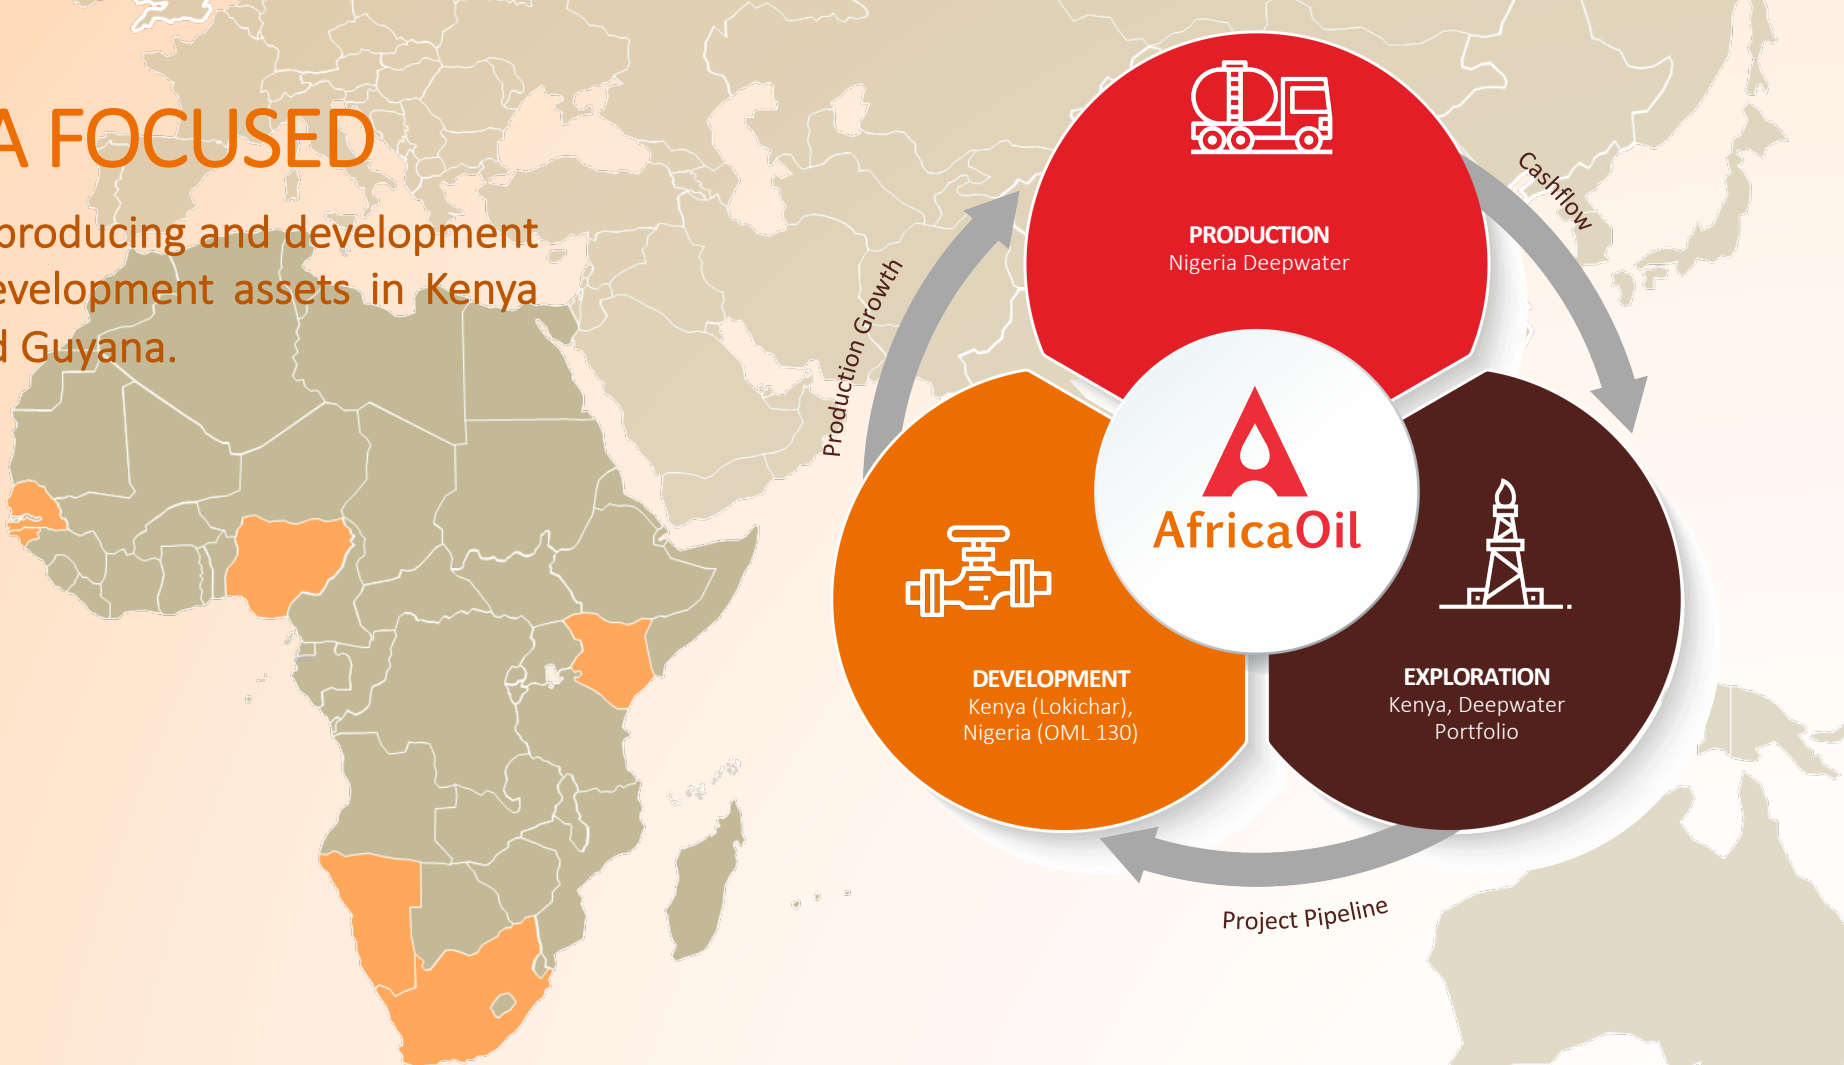 A FOCUSED
producing and development
evelopment assets in Kenya
d Guyana.
PRODUCTION
Nigeria Deepwater
Cashflow
Production Growth
AfricaOil
DEVELOPMENT
Kenya (Lokichar),
Nigeria (OML 130)
EXPLORATION
Kenya, Deepwater
Portfolio
Project Pipeline